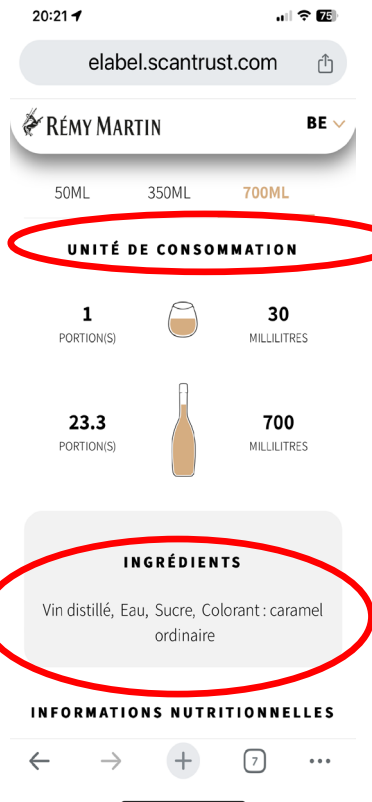 20:21
75
elabel.scantrust.com
RÉMY MARTIN
BE
50ML 350ML 700ML
UNITÉ DE CONSOMMATION
1 30
PORTION(S) MILLILITRES
23.3 700
PORTION(S) MILLILITRES
INGRÉDIENTS
Vin distillé, Eau, Sucre, Colorant : caramel
ordinaire
INFORMATIONS NUTRITIONNELLES
7